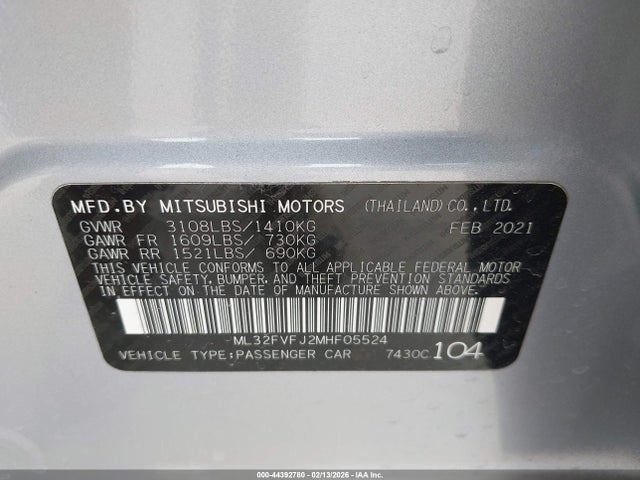 MFD.BY MITSUBISHI MOTORS (THAILAND)CO.,LTD.
GVWR 3108LBS/1410KG FEB 2021
GAWR FR 1609LBS/ 730KG
GAWR RR 1521LBS/ 690KG
THIS VEHICLE CONFORMS TO ALL APPLICABLE FEDERAL MOTOR
VEHICLE SAFETY, BUMPER, AND THEFT PREVENTION STANDARDS
IN EFFECT ON THE DATE OF MANUFACTURE SHOWN ABOVE.
ML32FVFJ2MHF05524
VEHICLE TYPE:PASSENGER CAR 7430C 104
000-44392780 - 02/13/2026 - IAAI.COM